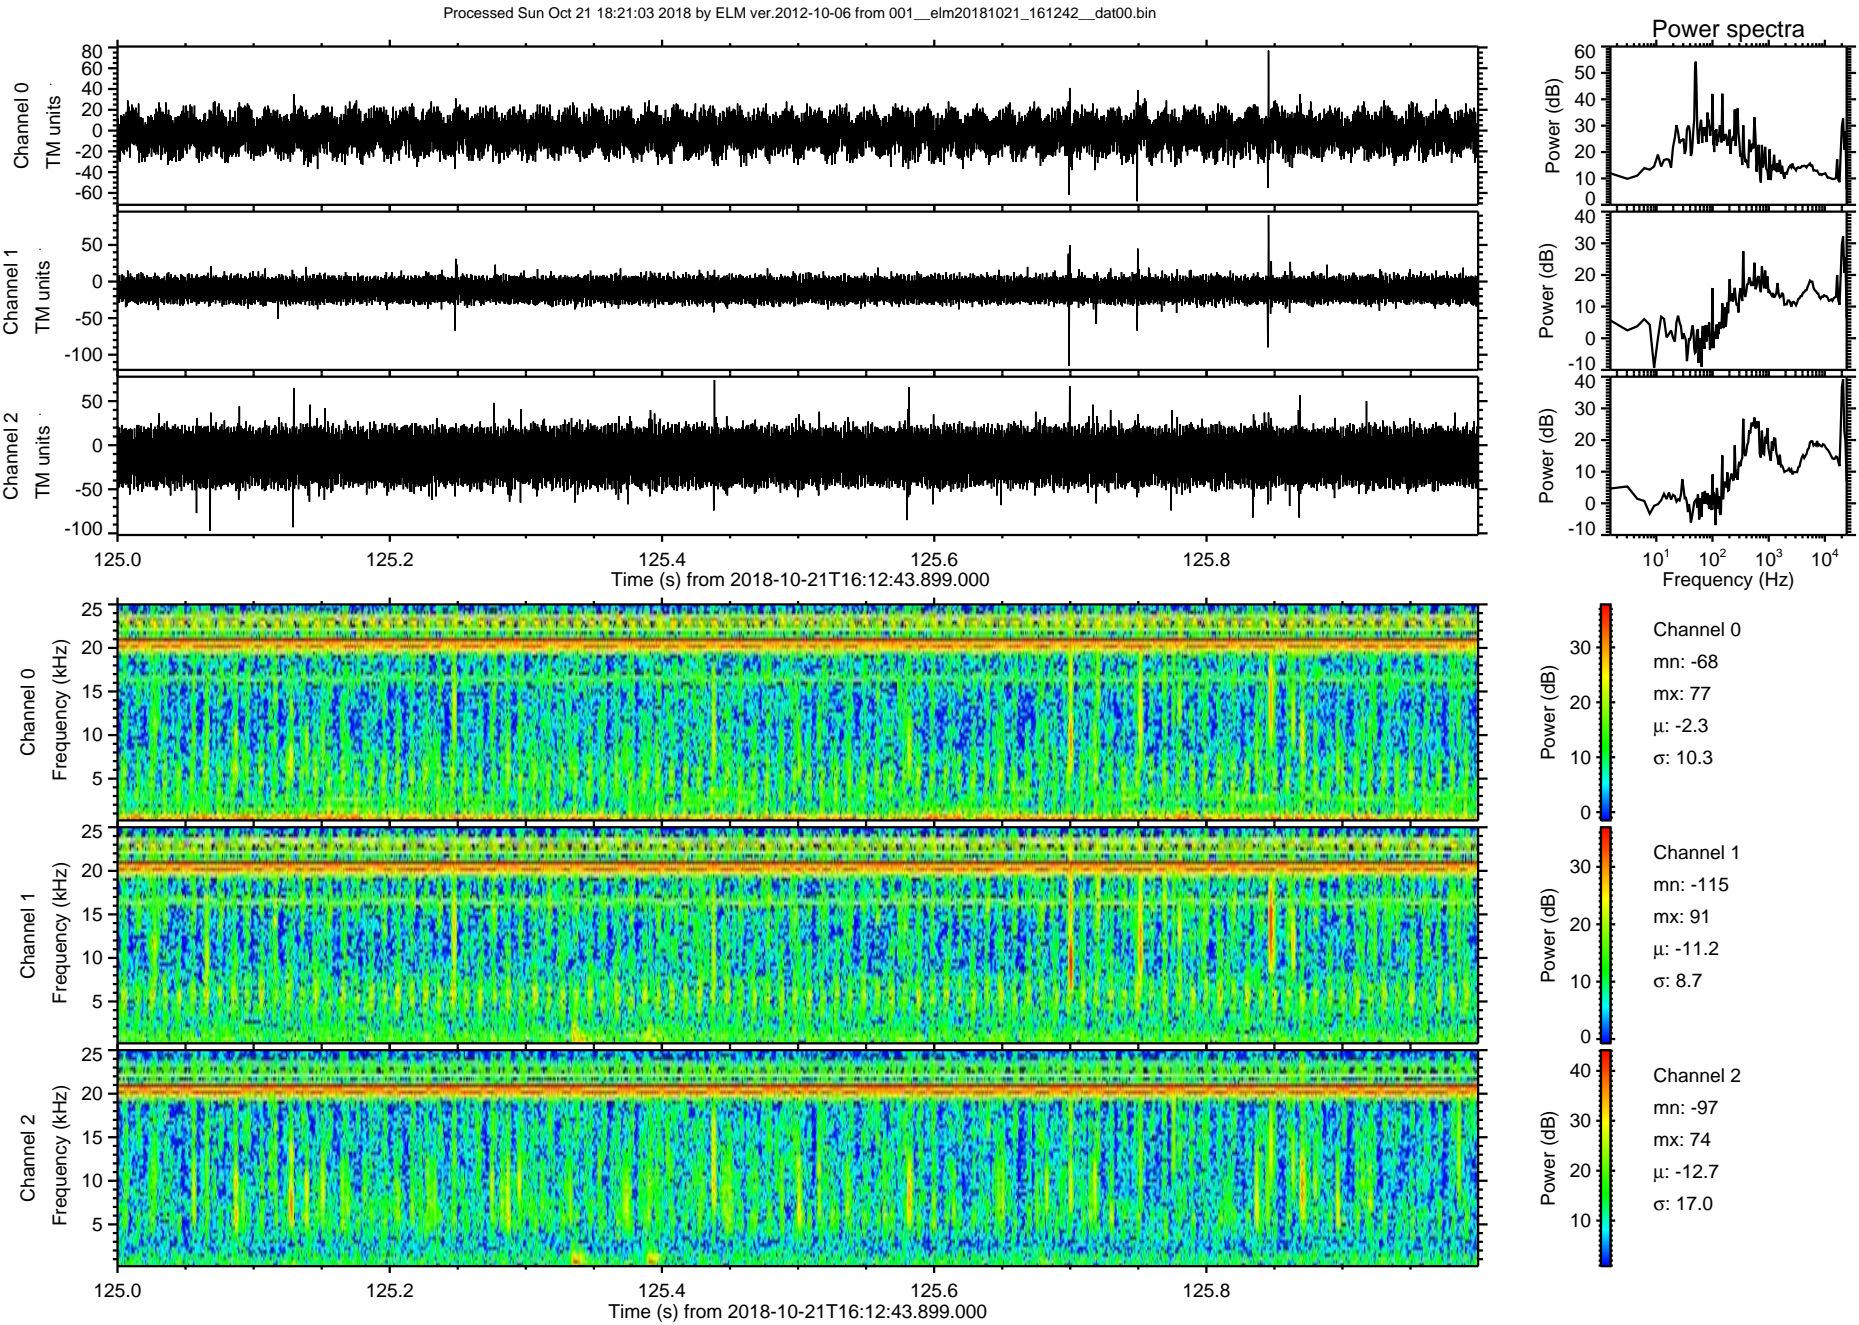 Processed Sun Oct 21 18:21:03 2018 by ELM ver.2012-10-06 from 001__elm20181021_161242__dat00.bin
Power spectra
Channel 0
TM units
80
60
40
20
0
-20
-40
-60
Power (dB)
60
50
40
30
20
10
0
Channel 1
TM units
50
0
-50
-100
Power (dB)
40
30
20
10
0
-10
Channel 2
TM units
50
0
-50
-100
Power (dB)
40
30
20
10
0
-10
125.0 125.2 125.4 125.6 125.8
Time (s) from 2018-10-21T16:12:43.899.000
10¹ 10² 10³ 10⁴
Frequency (Hz)
Channel 0
Frequency (kHz)
25
20
15
10
5
Power (dB)
30
20
10
0
Channel 0
mn: -68
mx: 77
µ: -2.3
σ: 10.3
Channel 1
Frequency (kHz)
25
20
15
10
5
Power (dB)
30
20
10
0
Channel 1
mn: -115
mx: 91
µ: -11.2
σ: 8.7
Channel 2
Frequency (kHz)
25
20
15
10
5
Power (dB)
40
30
20
10
Channel 2
mn: -97
mx: 74
µ: -12.7
σ: 17.0
125.0 125.2 125.4 125.6 125.8
Time (s) from 2018-10-21T16:12:43.899.000